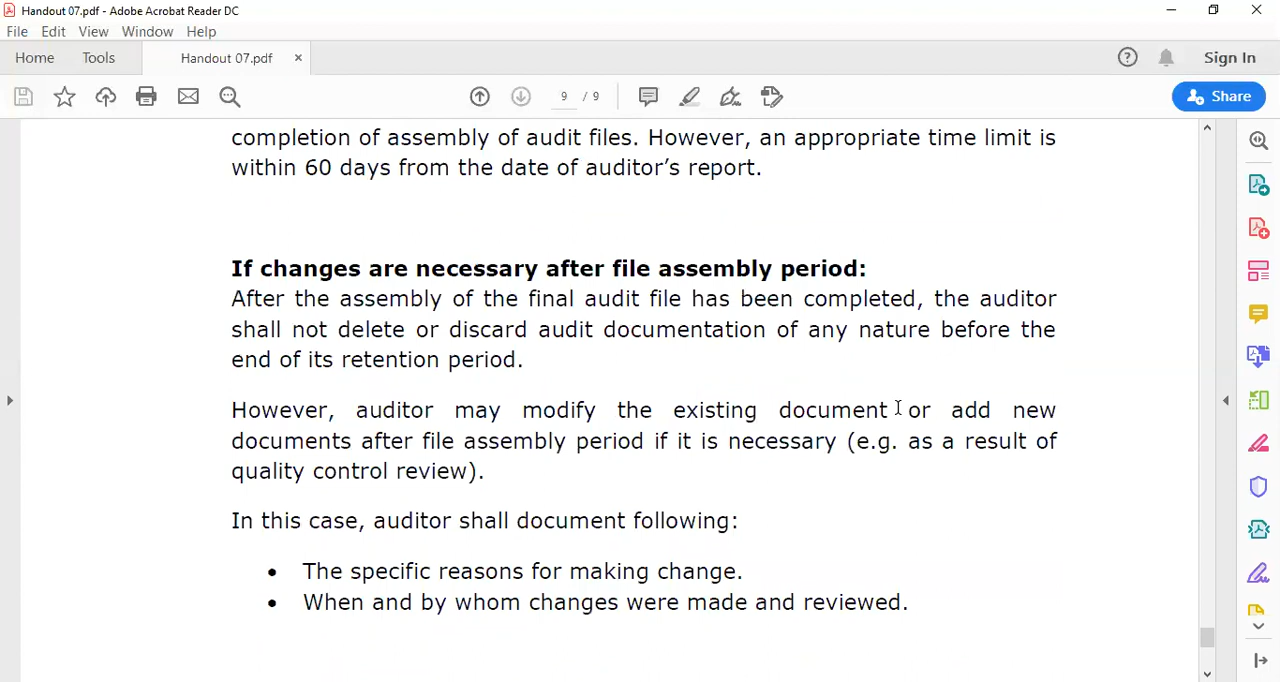 Handout 07.pdf - Adobe Acrobat Reader DC
File Edit View Window Help
Home Tools Handout 07.pdf × Sign In
9 / 9 Share
completion of assembly of audit files. However, an appropriate time limit is
within 60 days from the date of auditor’s report.
If changes are necessary after file assembly period:
After the assembly of the final audit file has been completed, the auditor
shall not delete or discard audit documentation of any nature before the
end of its retention period.
However, auditor may modify the existing document or add new
documents after file assembly period if it is necessary (e.g. as a result of
quality control review).
In this case, auditor shall document following:
• The specific reasons for making change.
• When and by whom changes were made and reviewed.